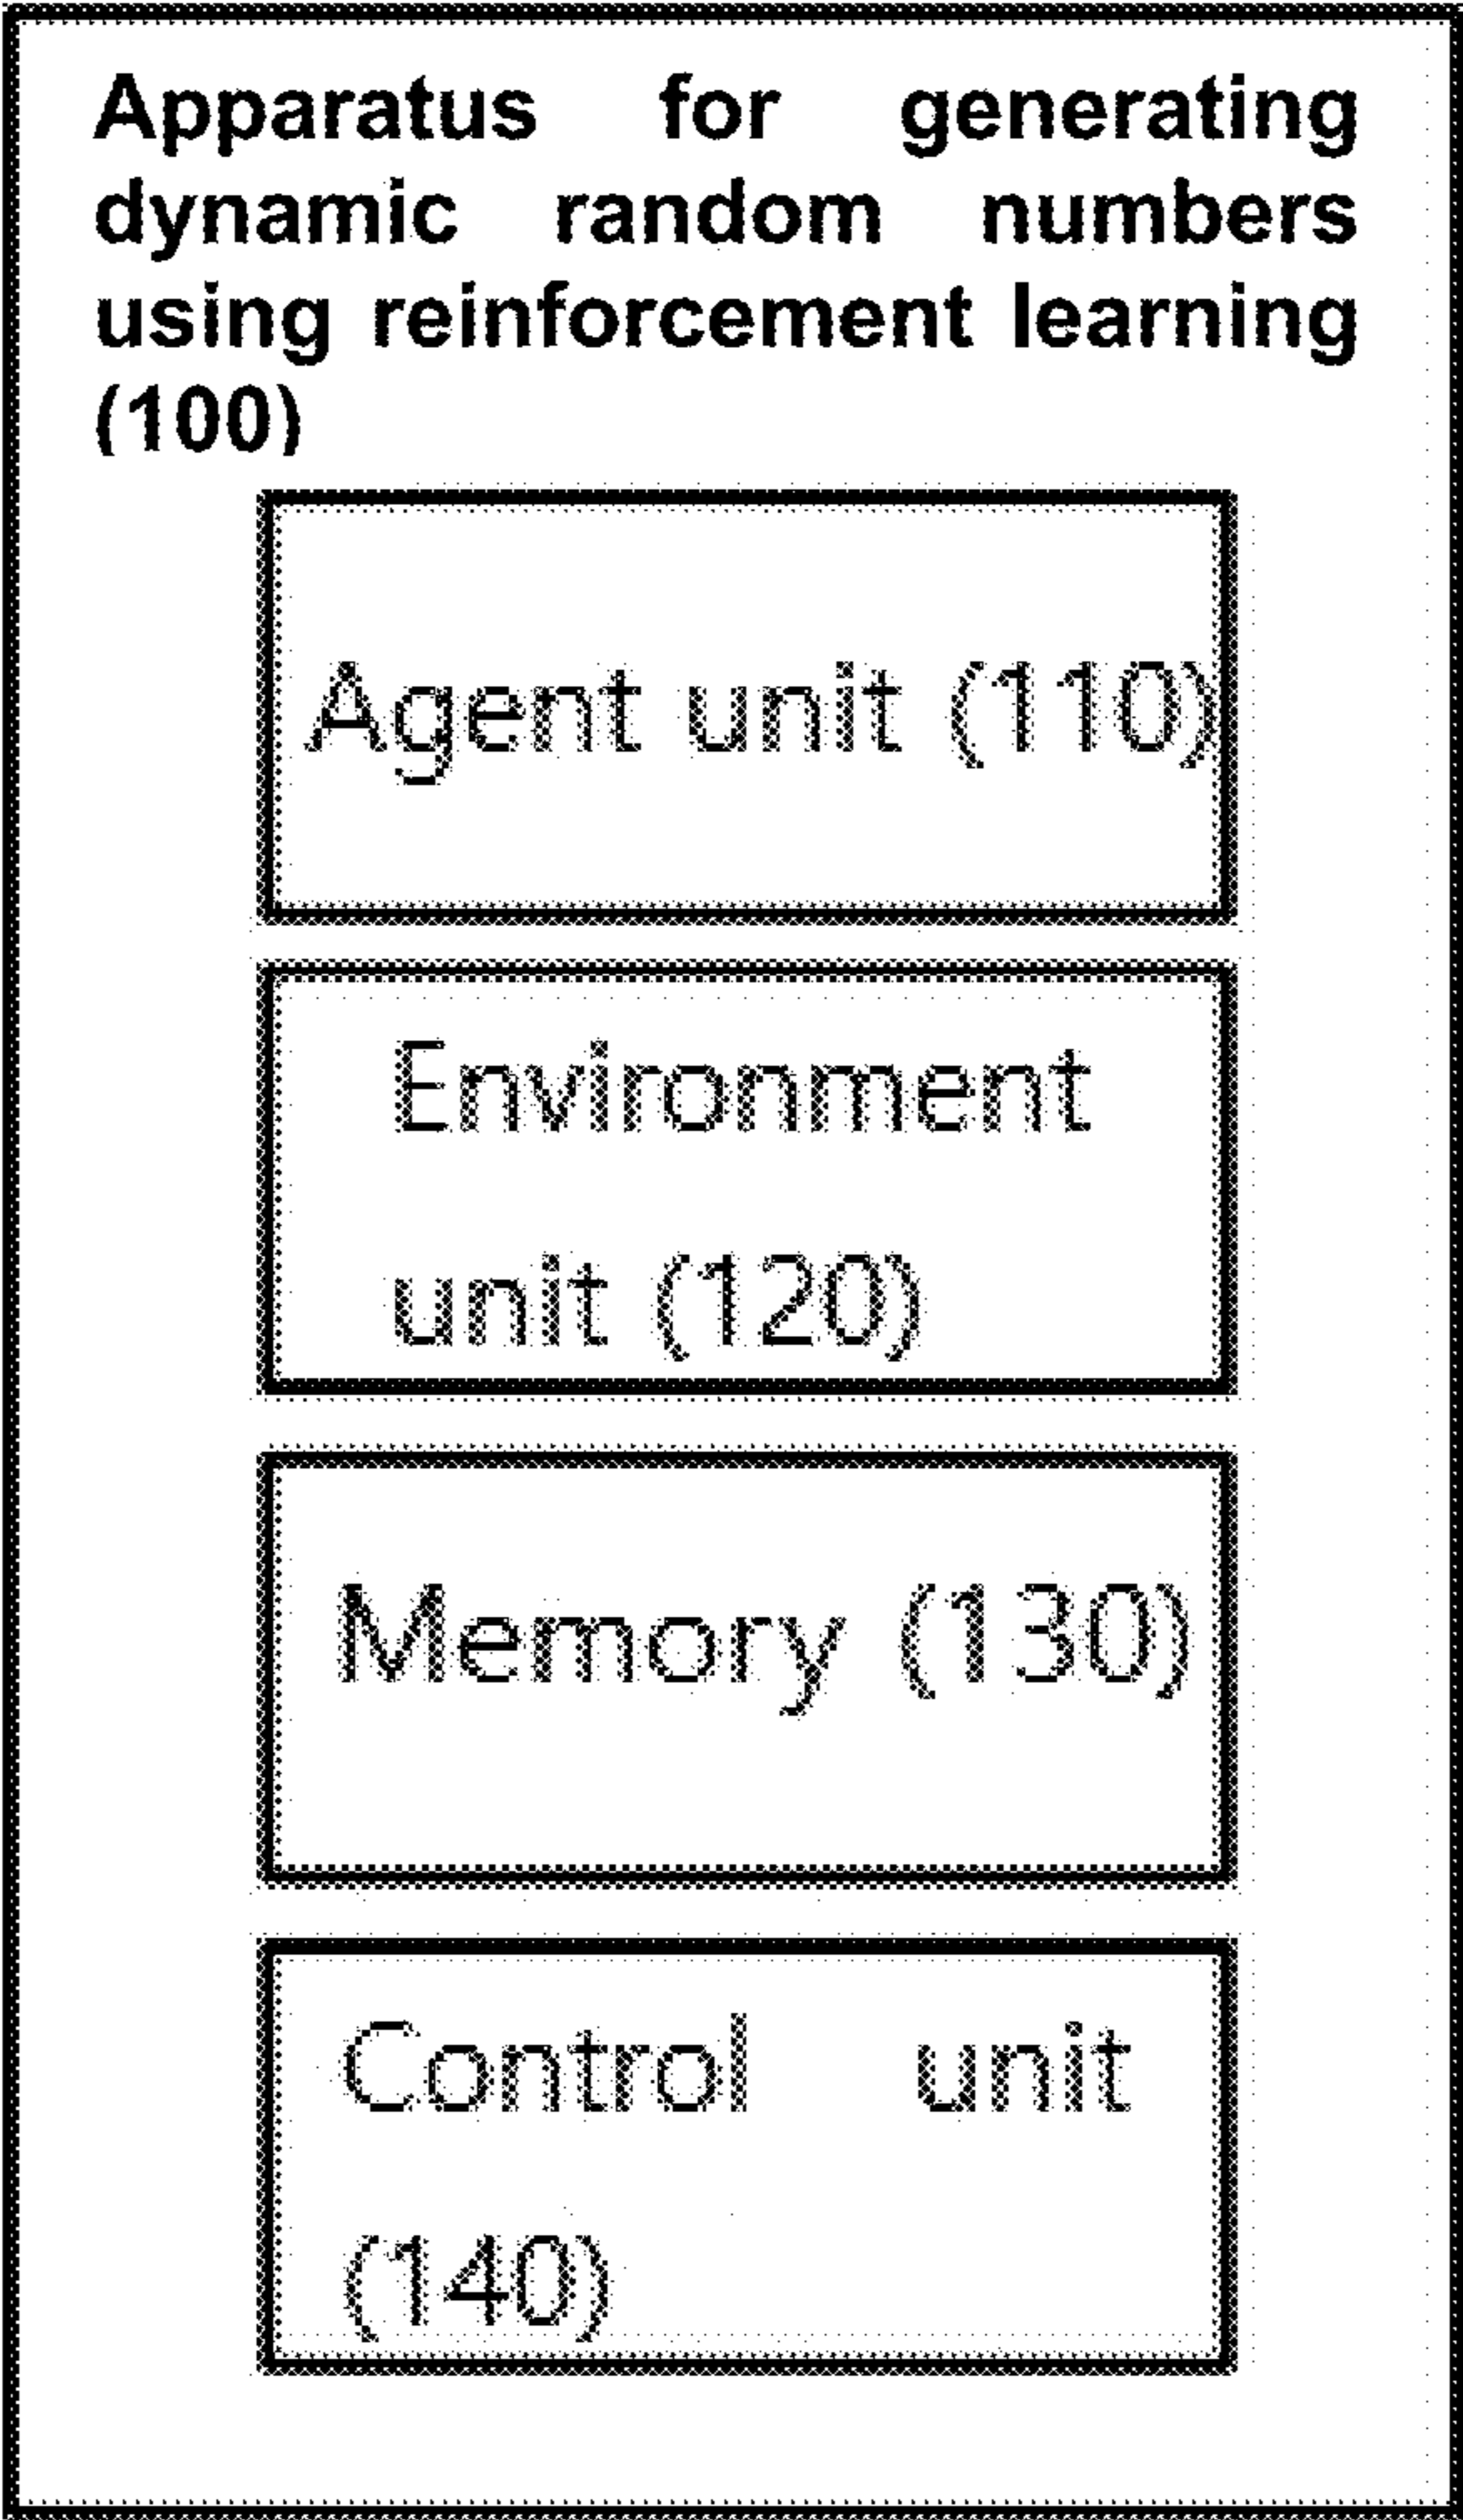 Apparatus for generating
dynamic random numbers
using reinforcement learning
(100)
Agent unit (110)
Environment
unit (120)
Memory (130)
Control unit
(140)